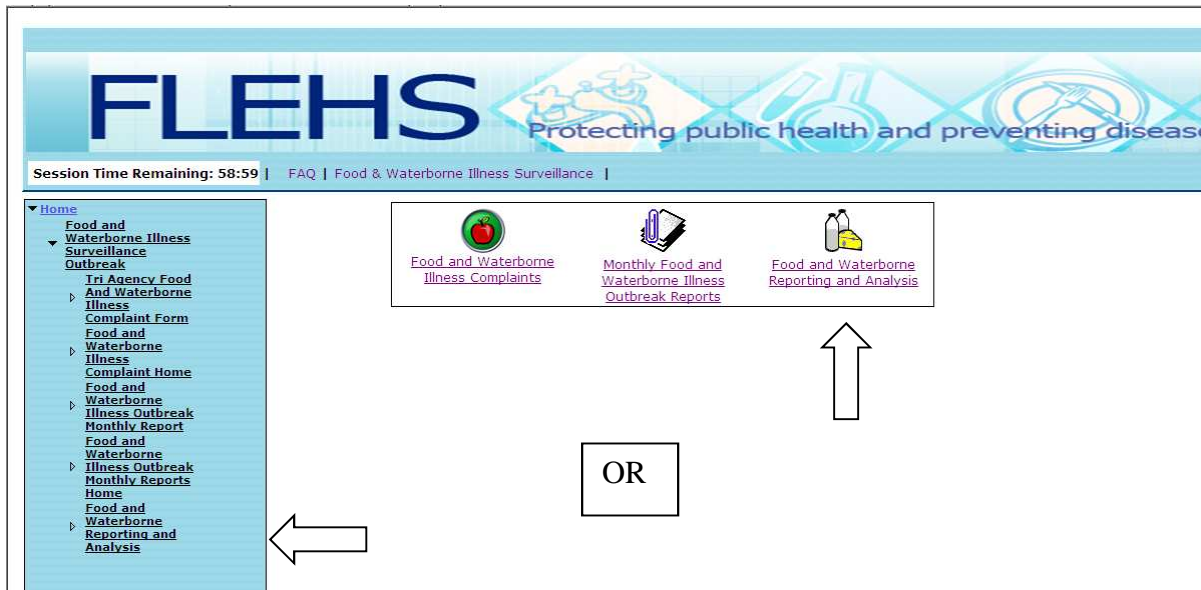 FLEHS
Protecting public health and preventing disease
Session Time Remaining: 58:59 | FAQ | Food & Waterborne Illness Surveillance |
Home
Food and
Waterborne Illness
Surveillance
Outbreak
Tri Agency Food
And Waterborne
Illness
Complaint Form
Food and
Waterborne
Illness
Complaint Home
Food and
Waterborne
Illness Outbreak
Monthly Report
Food and
Waterborne
Illness Outbreak
Monthly Reports
Home
Food and
Waterborne
Reporting and
Analysis
Food and Waterborne
Illness Complaints
Monthly Food and
Waterborne Illness
Outbreak Reports
Food and Waterborne
Reporting and Analysis
OR